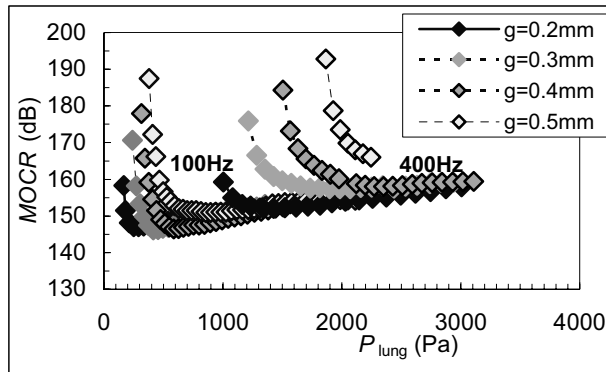 200
190
180
170
160
150
140
130
MOCR (dB)
100Hz
400Hz
g=0.2mm
g=0.3mm
g=0.4mm
g=0.5mm
0 1000 2000 3000 4000
P lung (Pa)